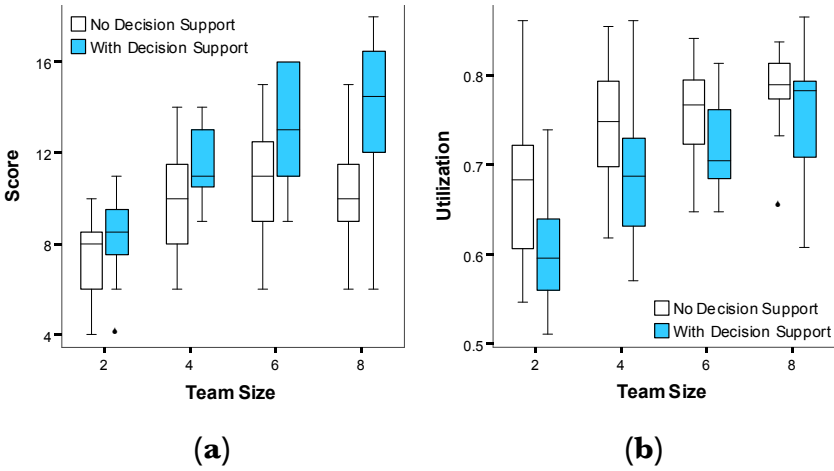 No Decision Support
With Decision Support
16
12
8
4
Score
2 4 6 8
Team Size
(a)
0.8
0.7
0.6
0.5
Utilization
No Decision Support
With Decision Support
2 4 6 8
Team Size
(b)